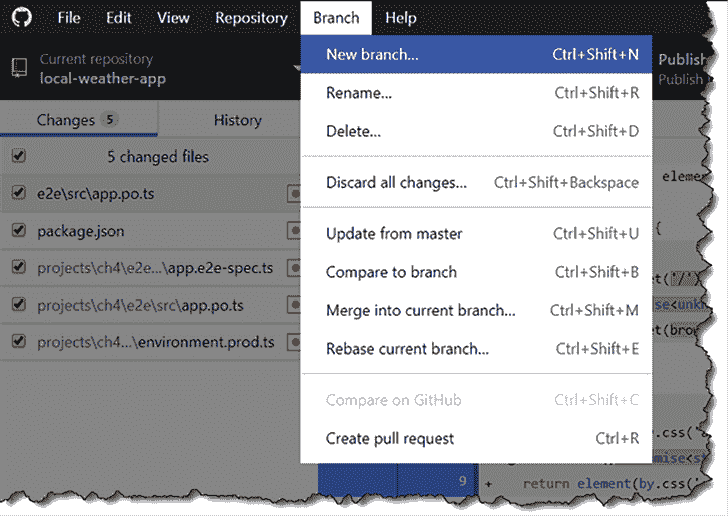 File Edit View Repository Branch Help
Current repository
local-weather-app
Changes 5 History
5 changed files
e2e\src\app.po.ts
package.json
projects\ch4\e2e...\app.e2e-spec.ts
projects\ch4\e2e\src\app.po.ts
projects\ch4...\environment.prod.ts
New branch... Ctrl+Shift+N
Rename... Ctrl+Shift+R
Delete... Ctrl+Shift+D
Discard all changes... Ctrl+Shift+Backspace
Update from master Ctrl+Shift+U
Compare to branch Ctrl+Shift+B
Merge into current branch... Ctrl+Shift+M
Rebase current branch... Ctrl+Shift+E
Compare on GitHub Ctrl+Shift+C
Create pull request Ctrl+R
Publish
Publish
elem
{
et('/')
se<unk
et(bro
.css('
mise<s
9 + return element(by.css('